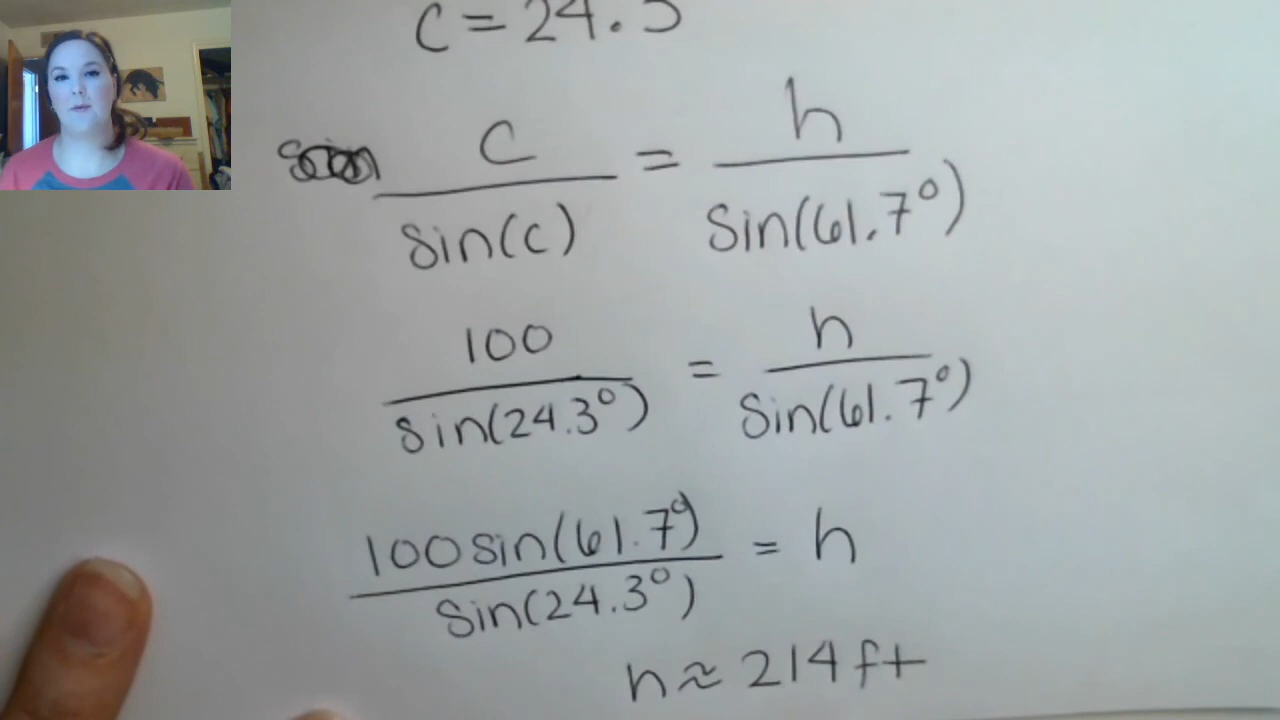 c = 24.3
c / sin(c) = h / sin(61.7°)
100 / sin(24.3°) = h / sin(61.7°)
100sin(61.7°) / sin(24.3°) = h
h ≈ 214 ft